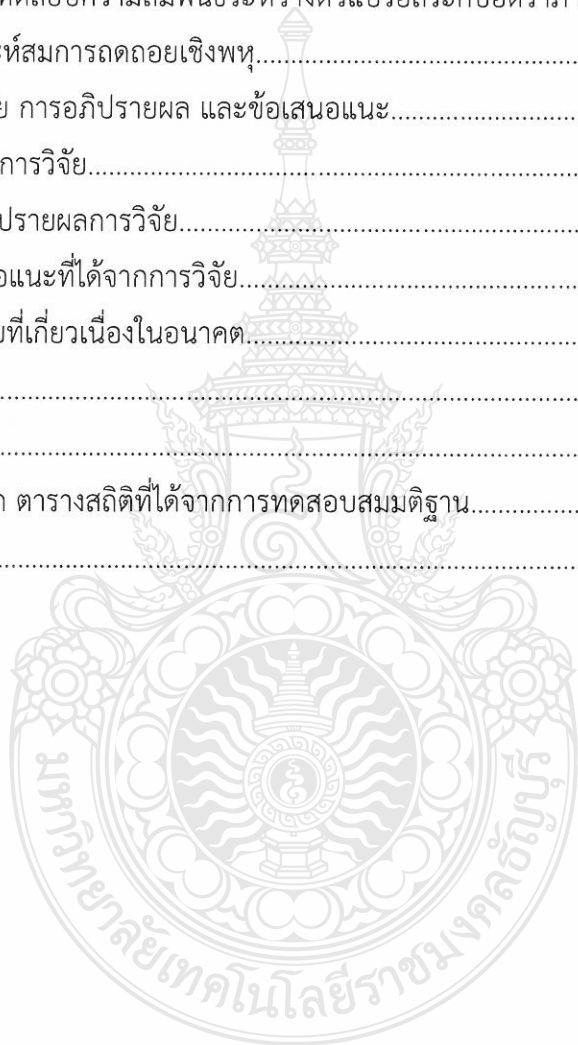 ห์สมการถดถอยเชิงพหุ
ย การอภิปรายผล และข้อเสนอแนะ
การวิจัย
ปรายผลการวิจัย
อแนะที่ได้จากการวิจัย
ยที่เกี่ยวเนื่องในอนาคต
ก ตารางสถิติที่ได้จากการทดสอบสมมติฐาน
มหาวิทยาลัยเทคโนโลยีราชมงคลธัญบุรี